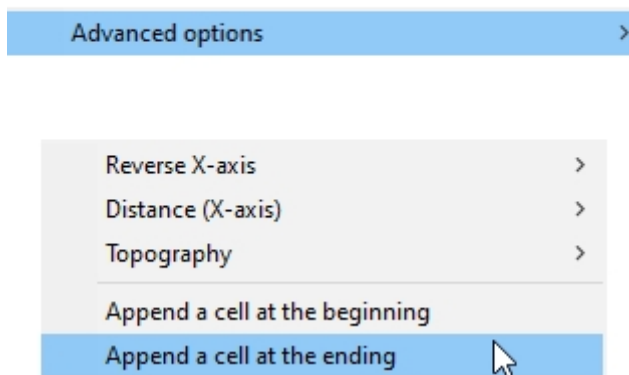 Advanced options
Reverse X-axis
Distance (X-axis)
Topography
Append a cell at the beginning
Append a cell at the ending